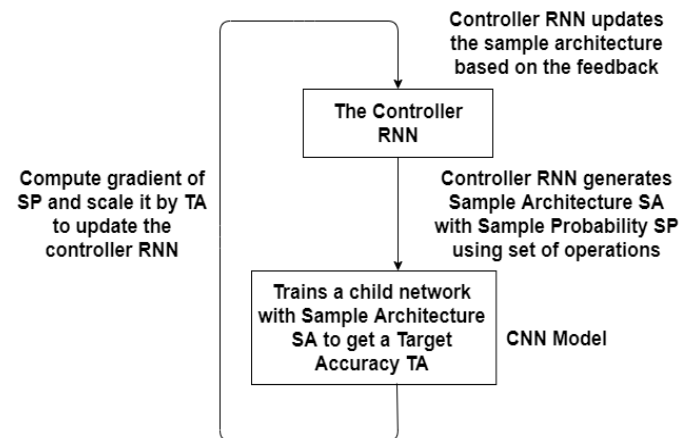 Controller RNN updates
the sample architecture
based on the feedback
The Controller
RNN
Compute gradient of
SP and scale it by TA
to update the
controller RNN
Controller RNN generates
Sample Architecture SA
with Sample Probability SP
using set of operations
Trains a child network
with Sample Architecture
SA to get a Target
Accuracy TA
CNN Model